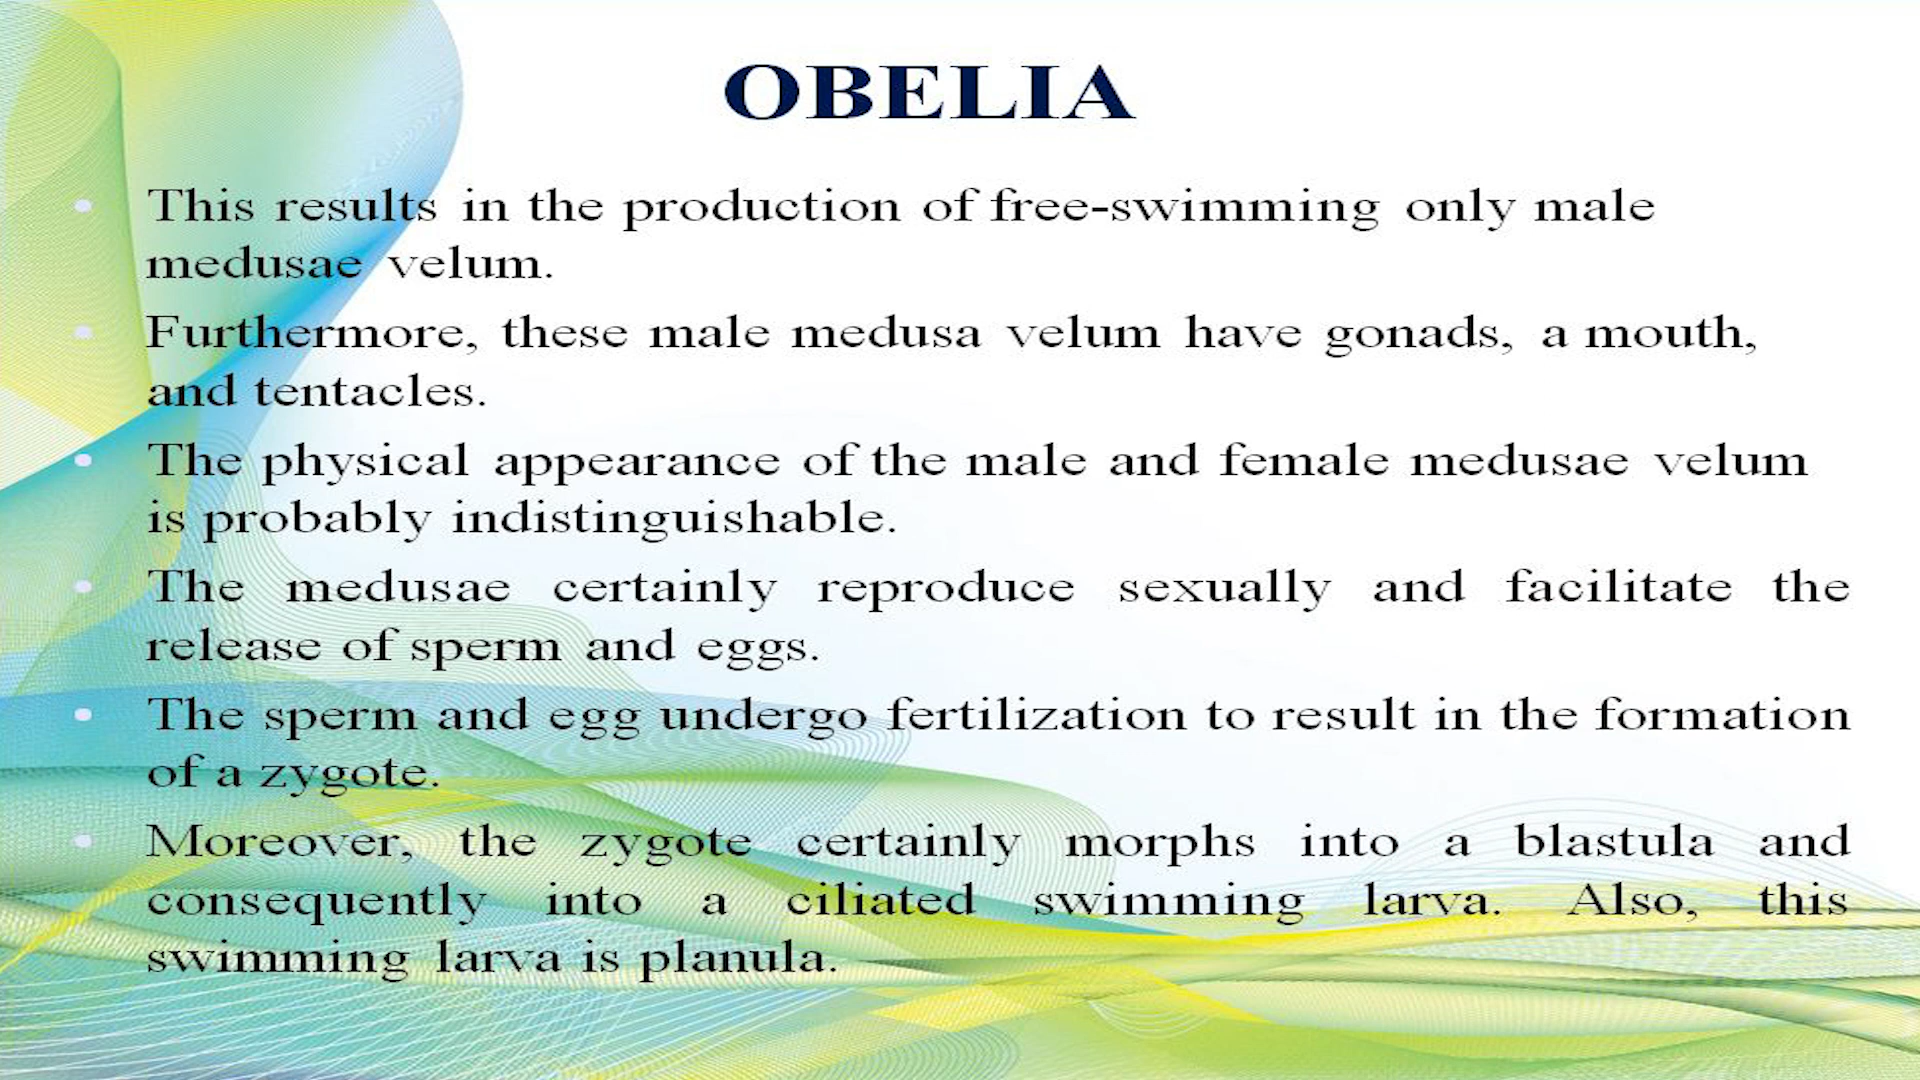 OBELIA
• This results in the production of free-swimming only male
medusae velum.
• Furthermore, these male medusa velum have gonads, a mouth,
and tentacles.
• The physical appearance of the male and female medusae velum
is probably indistinguishable.
• The medusae certainly reproduce sexually and facilitate the
release of sperm and eggs.
• The sperm and egg undergo fertilization to result in the formation
of a zygote.
• Moreover, the zygote certainly morphs into a blastula and
consequently into a ciliated swimming larva. Also, this
swimming larva is planula.